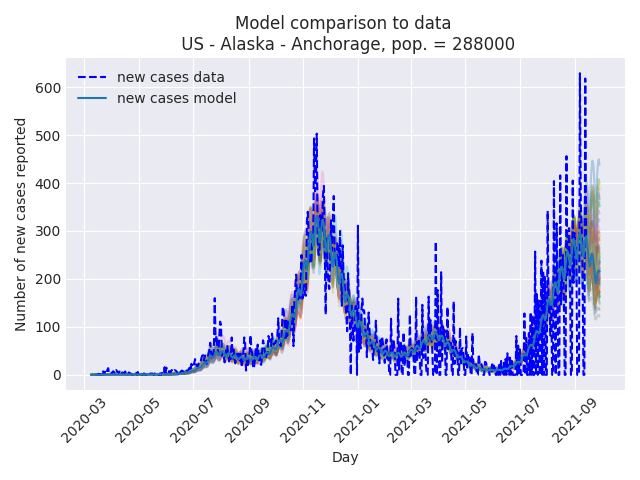 Model comparison to data
US - Alaska - Anchorage, pop. = 288000
new cases data
new cases model
Number of new cases reported
600
500
400
300
200
100
0
2020-03
2020-05
2020-07
2020-09
2020-11
2021-01
2021-03
2021-05
2021-07
2021-09
Day